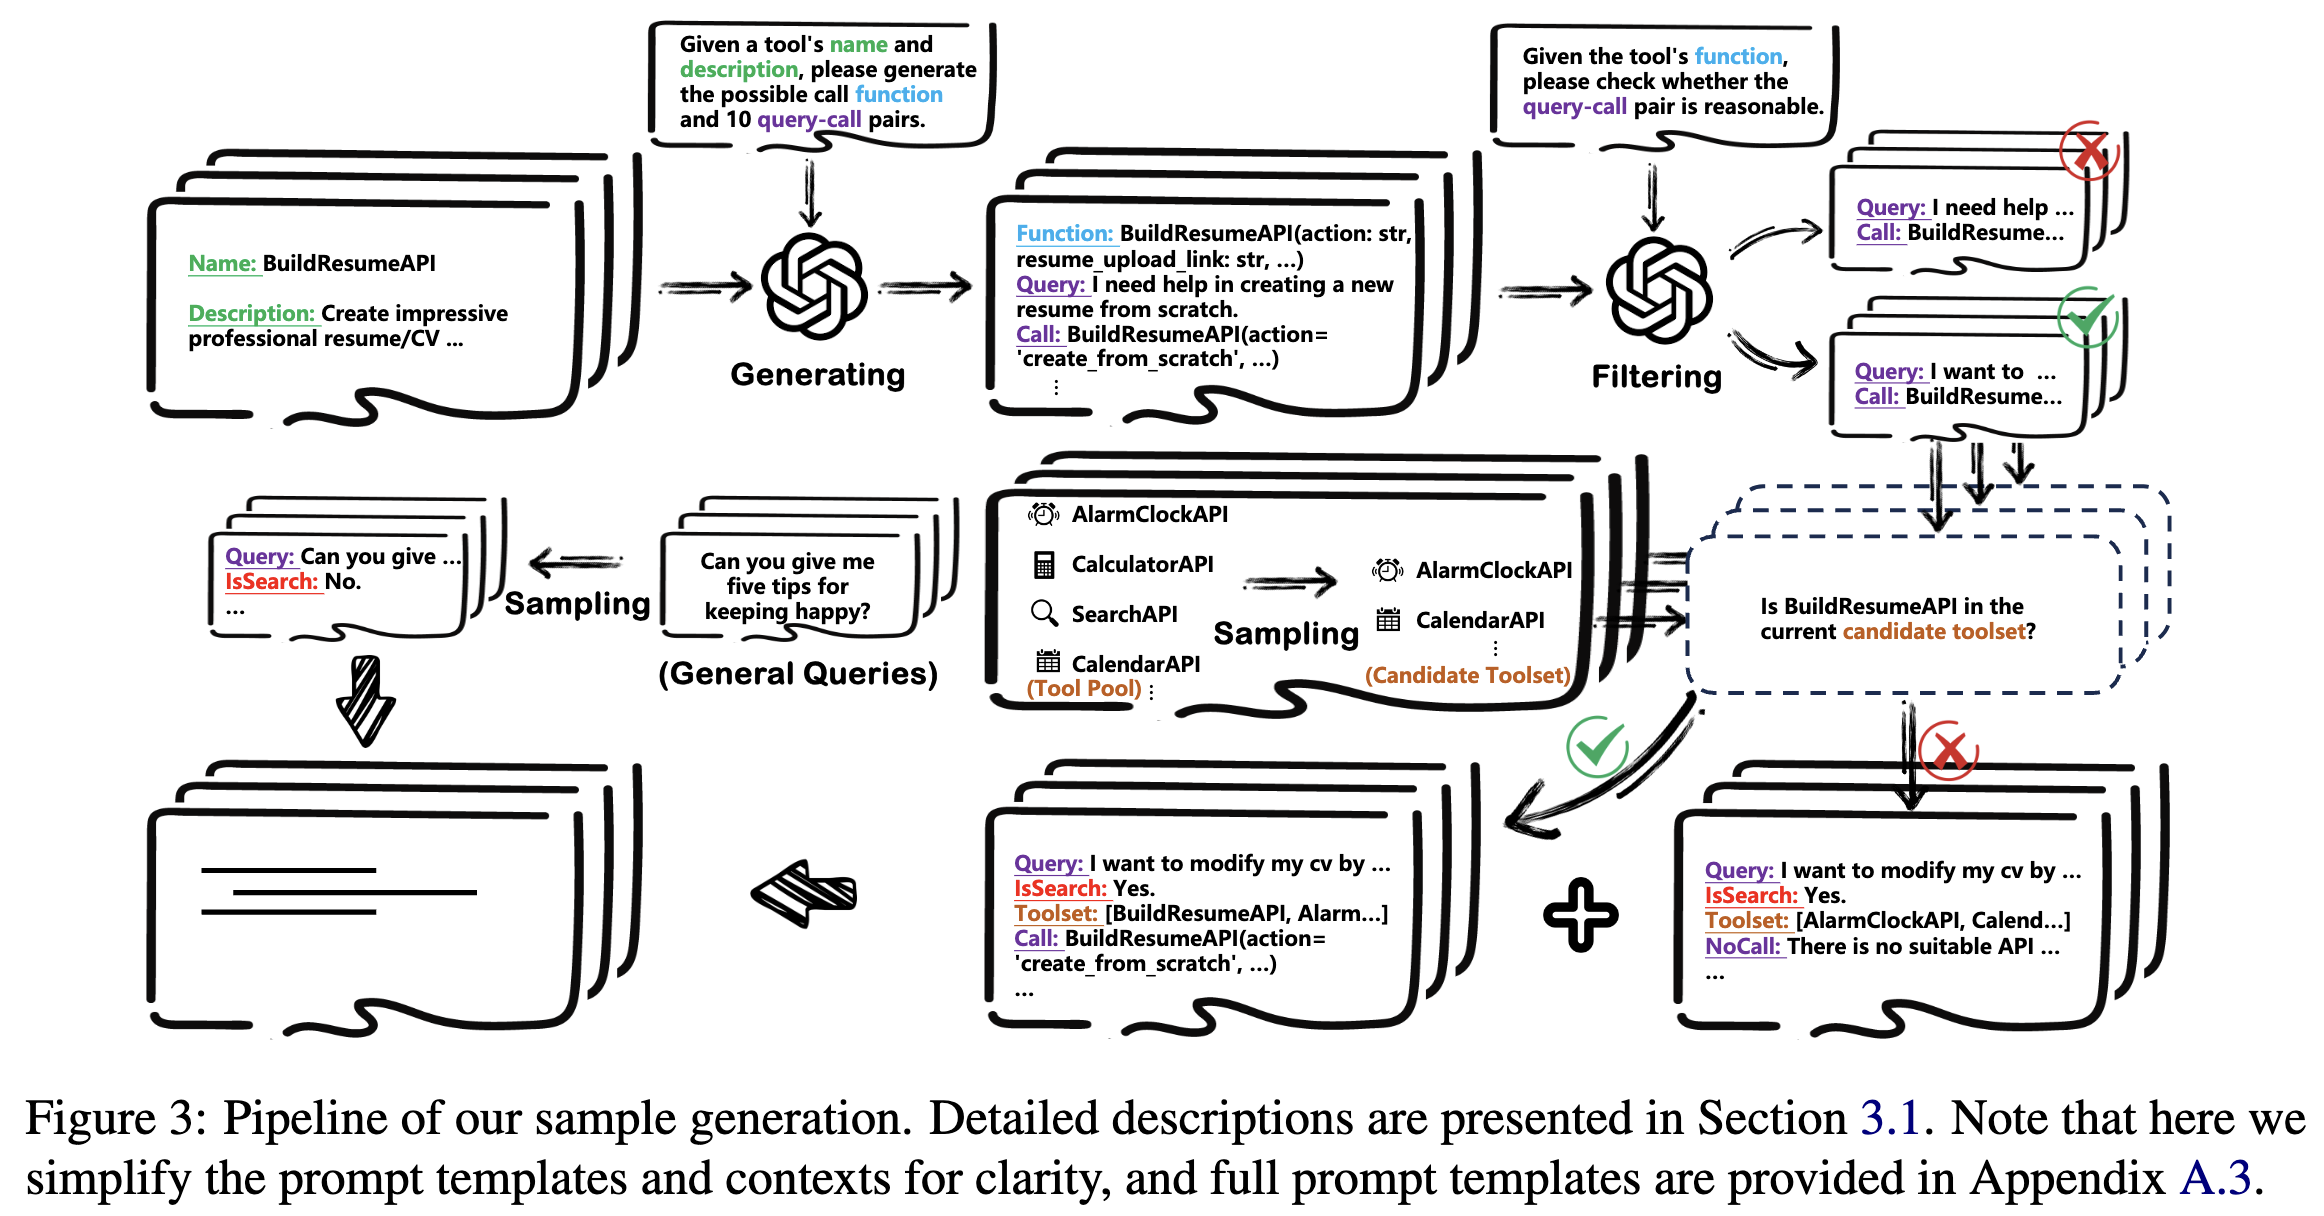 Given a tool's name and
description, please generate
the possible call function
and 10 query-call pairs.
Given the tool's function,
please check whether the
query-call pair is reasonable.
Name: BuildResumeAPI
Description: Create impressive
professional resume/CV ...
Generating
Function: BuildResumeAPI(action: str,
resume_upload_link: str, ...)
Query: I need help in creating a new
resume from scratch.
Call: BuildResumeAPI(action=
'create_from_scratch', ...)
⋮
Filtering
Query: I need help ...
Call: BuildResume...
Query: I want to ...
Call: BuildResume...
Query: Can you give ...
IsSearch: No.
...
Sampling
Can you give me
five tips for
keeping happy?
(General Queries)
AlarmClockAPI
CalculatorAPI
SearchAPI
CalendarAPI
(Tool Pool) ⋮
Sampling
AlarmClockAPI
CalendarAPI
⋮
(Candidate Toolset)
Is BuildResumeAPI in the
current candidate toolset?
Query: I want to modify my cv by ...
IsSearch: Yes.
Toolset: [BuildResumeAPI, Alarm...]
Call: BuildResumeAPI(action=
'create_from_scratch', ...)
...
Query: I want to modify my cv by ...
IsSearch: Yes.
Toolset: [AlarmClockAPI, Calend...]
NoCall: There is no suitable API ...
...
Figure 3: Pipeline of our sample generation. Detailed descriptions are presented in Section 3.1. Note that here we
simplify the prompt templates and contexts for clarity, and full prompt templates are provided in Appendix A.3.